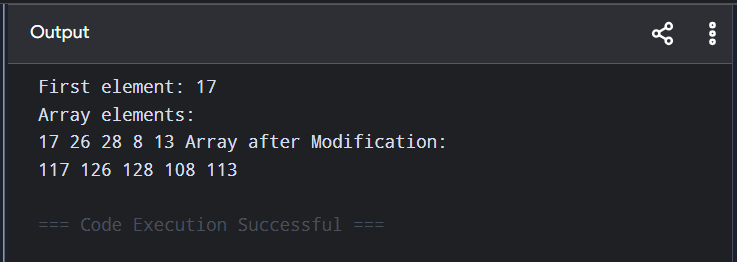 Output
First element: 17
Array elements:
17 26 28 8 13 Array after Modification:
117 126 128 108 113
=== Code Execution Successful ===